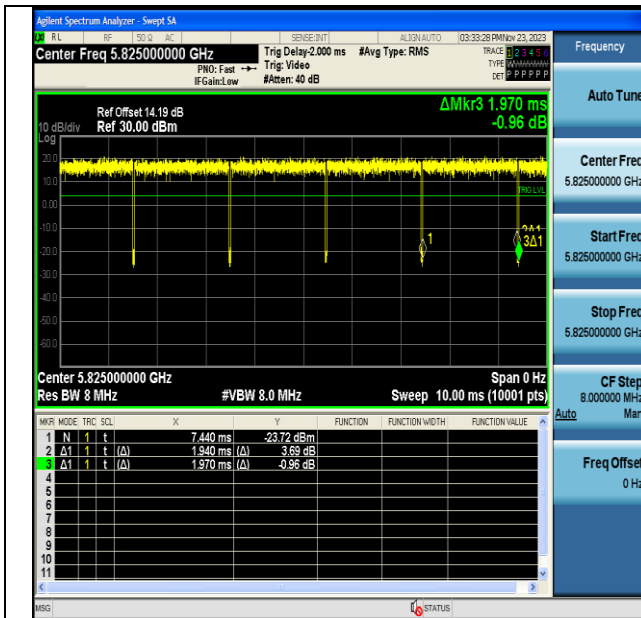 Agilent Spectrum Analyzer - Swept SA
RL RF 50 Ω AC SENSE:INT ALIGN AUTO 03:33:28 PM Nov 23, 2023
Center Freq 5.825000000 GHz Trig Delay-2.000 ms #Avg Type: RMS TRACE 1 2 3 4 5 6
PNO: Fast Trig: Video TYPE WWWWWW
IFGain:Low #Atten: 40 dB DET P P P P P P
ΔMkr3 1.970 ms
-0.96 dB
Ref Offset 14.19 dB
10 dB/div Ref 30.00 dBm
Log
20.0
10.0
TRIG LVL
0.00
-10.0
1
2Δ1
3Δ1
-20.0
-30.0
-40.0
-50.0
-60.0
Center 5.825000000 GHz Span 0 Hz
Res BW 8 MHz #VBW 8.0 MHz Sweep 10.00 ms (10001 pts)
MKR MODE TRC SCL X Y FUNCTION FUNCTION WIDTH FUNCTION VALUE
1 N 1 t 7.440 ms -23.72 dBm
2 Δ1 1 t (Δ) 1.940 ms (Δ) 3.69 dB
3 Δ1 1 t (Δ) 1.970 ms (Δ) -0.96 dB
4
5
6
7
8
9
10
11
MSG STATUS
Frequency
Auto Tune
Center Freq
5.825000000 GHz
Start Freq
5.825000000 GHz
Stop Freq
5.825000000 GHz
CF Step
8.000000 MHz
Auto Man
Freq Offset
0 Hz